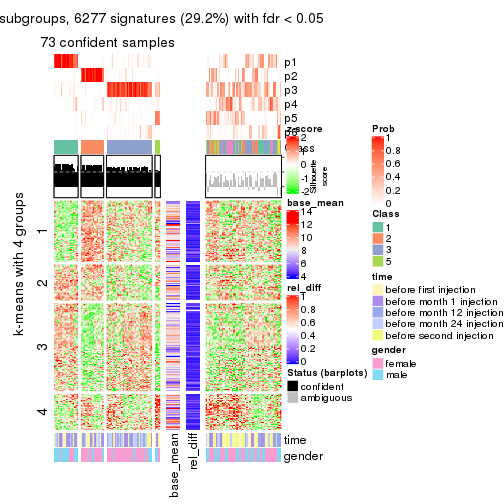 subgroups, 6277 signatures (29.2%) with fdr < 0.05
73 confident samples
p1
p2
p3
p4
p5
Class
k-means with 4 groups
1
2
3
4
Silhouette
score
base_mean
rel_diff
time
gender
z-score
2
1
0
-1
-2
base_mean
14
12
10
8
6
4
rel_diff
1
0.8
0.6
0.4
0.2
0
Status (barplots)
confident
ambiguous
Prob
1
0.8
0.6
0.4
0.2
0
Class
1
2
3
5
time
before first injection
before month 1 injection
before month 12 injection
before month 24 injection
before second injection
gender
female
male